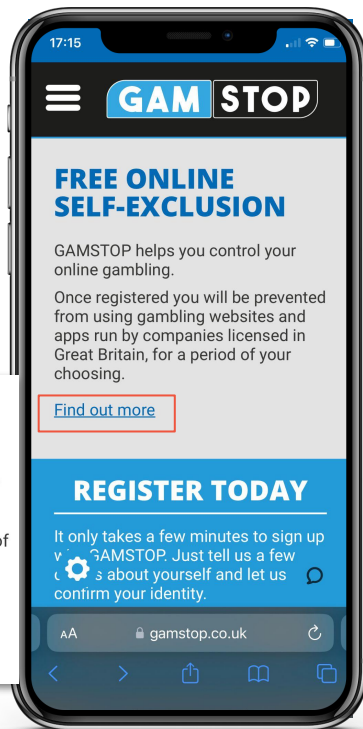 17:15
GAM STOP
FREE ONLINE
SELF-EXCLUSION
GAMSTOP helps you control your
online gambling.
Once registered you will be prevented
from using gambling websites and
apps run by companies licensed in
Great Britain, for a period of your
choosing.
Find out more
of
REGISTER TODAY
It only takes a few minutes to sign up
GAMSTOP. Just tell us a few
about yourself and let us
confirm your identity.
AA gamstop.co.uk